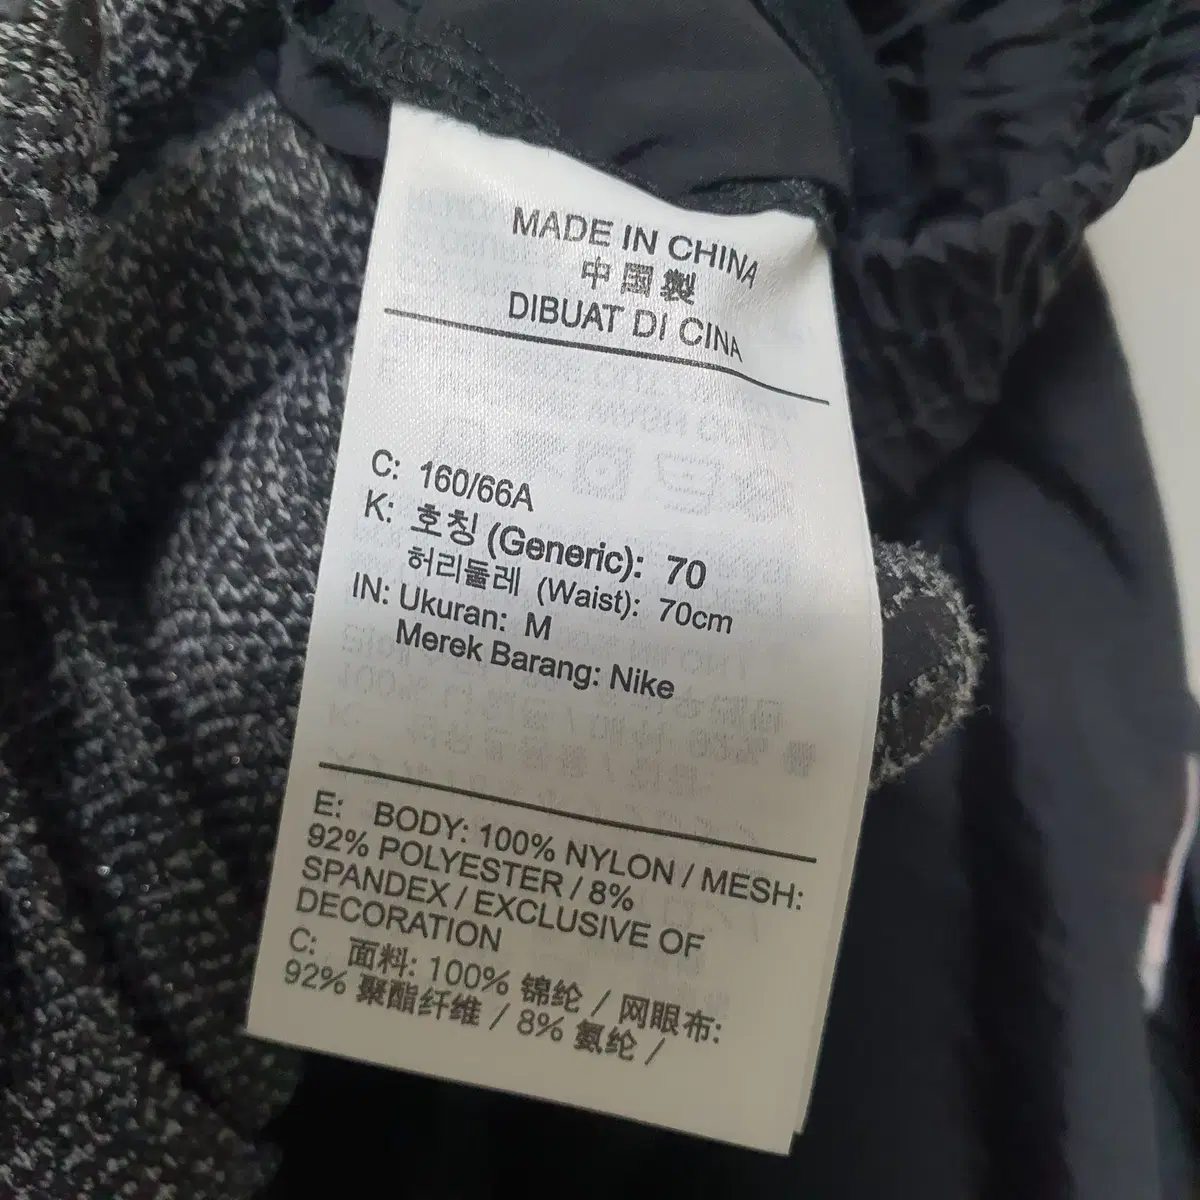 MADE IN CHINA
中国製
DIBUAT DI CINA
C: 160/66A
K: 호칭 (Generic): 70
허리둘레 (Waist): 70cm
IN: Ukuran: M
Merek Barang: Nike
E: BODY: 100% NYLON / MESH:
92% POLYESTER / 8%
SPANDEX / EXCLUSIVE OF
DECORATION
C: 面料: 100% 锦纶 / 网眼布:
92% 聚酯纤维 / 8% 氨纶 /